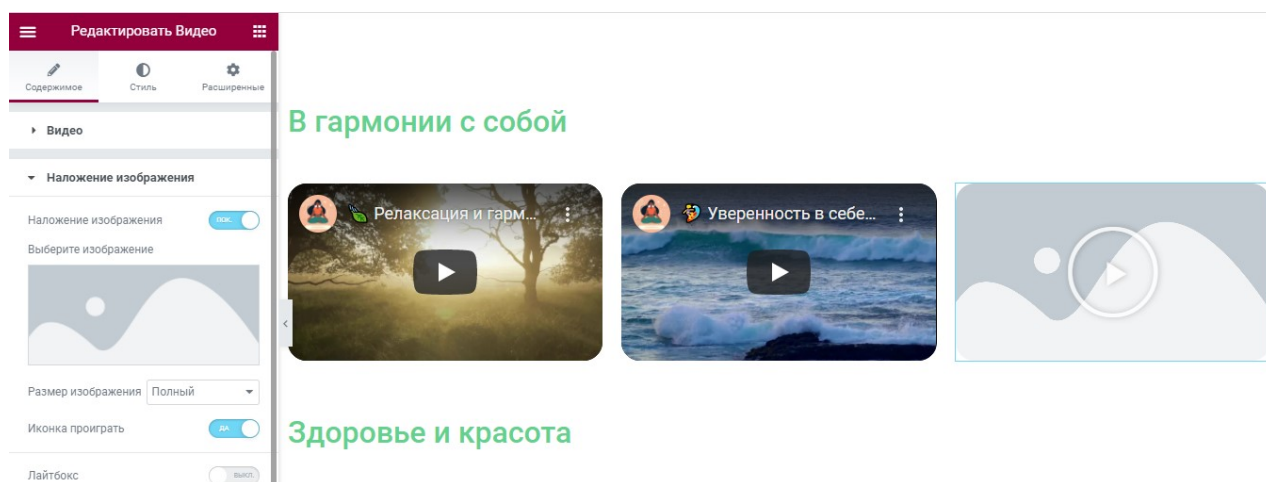 Редактировать Видео
Содержимое
Стиль
Расширенные
Видео
Наложение изображения
Наложение изображения
ПОК.
Выберите изображение
Размер изображения
Полный
Иконка проиграть
ДА
Лайтбокс
ВЫКЛ.
В гармонии с собой
Релаксация и гарм...
Уверенность в себе...
Здоровье и красота